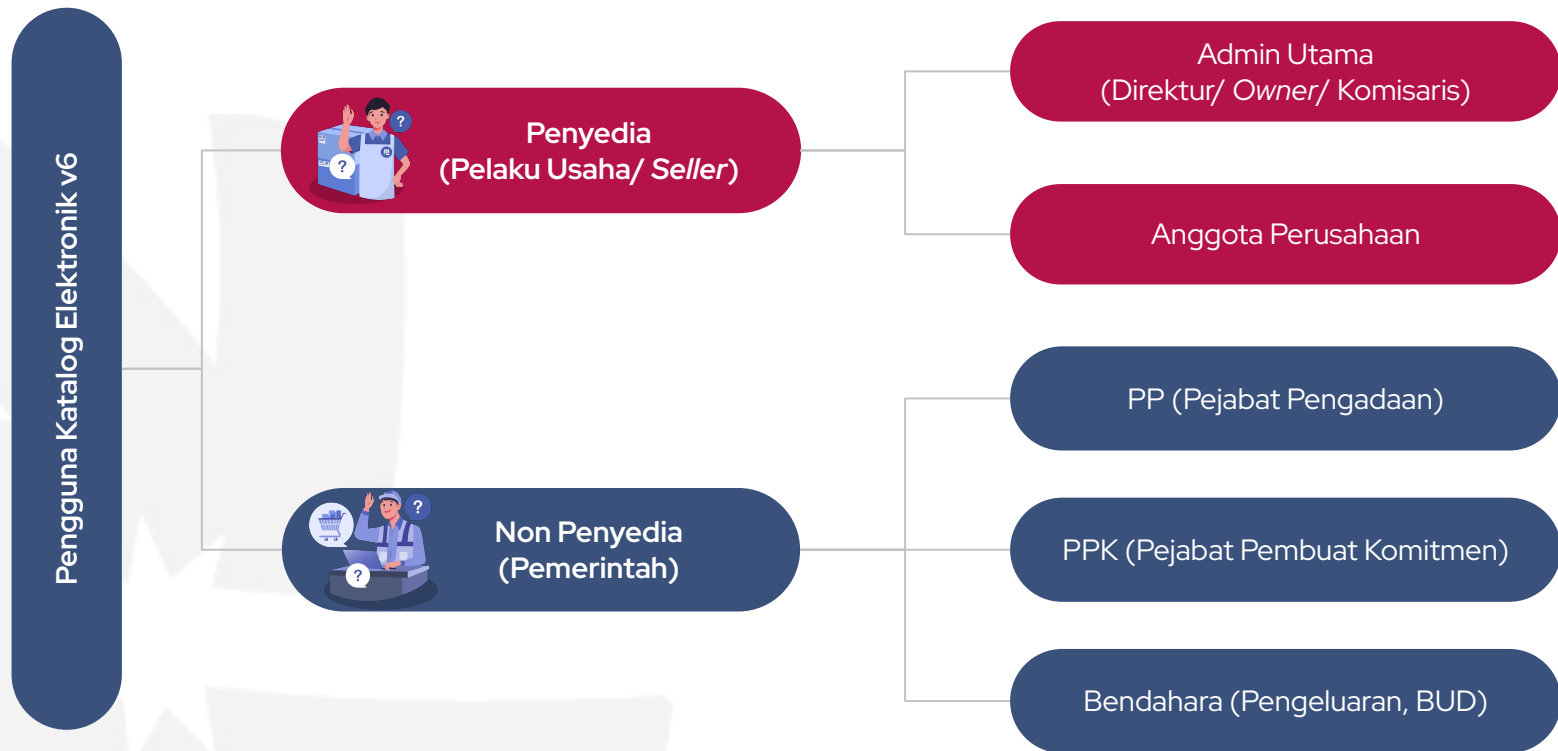 Pengguna Katalog Elektronik v6
Penyedia
(Pelaku Usaha/ Seller)
Admin Utama
(Direktur/ Owner/ Komisaris)
Anggota Perusahaan
Non Penyedia
(Pemerintah)
PP (Pejabat Pengadaan)
PPK (Pejabat Pembuat Komitmen)
Bendahara (Pengeluaran, BUD)